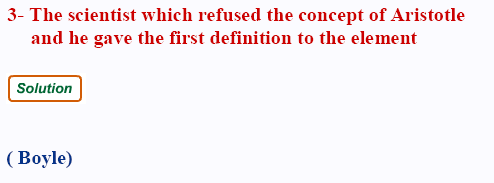 3- The scientist which refused the concept of Aristotle
and he gave the first definition to the element
Solution
( Boyle)